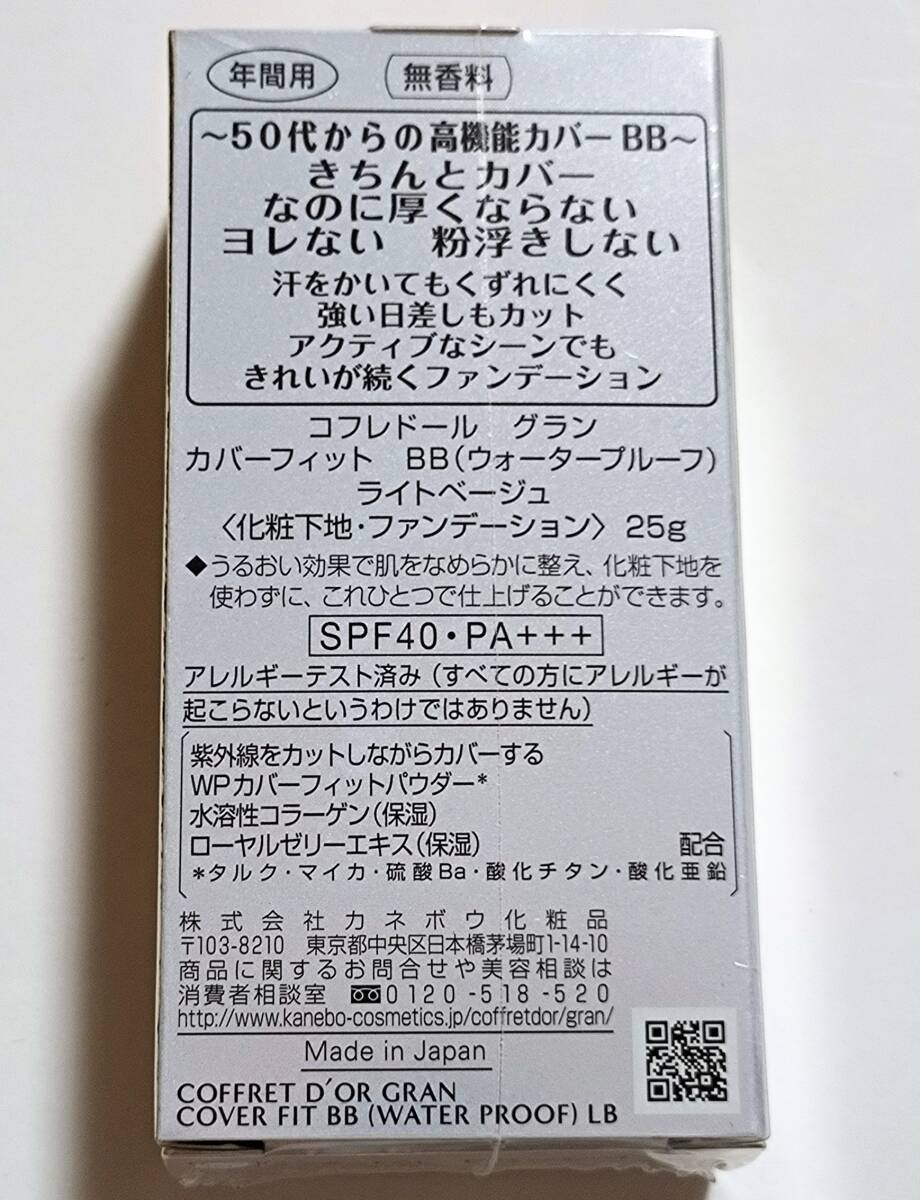 年間用 無香料
～50代からの高機能カバーBB～
きちんとカバー
なのに厚くならない
ヨレない 粉浮きしない
汗をかいてもくずれにくく
強い日差しもカット
アクティブなシーンでも
きれいが続くファンデーション
コフレドール グラン
カバーフィット BB(ウォータープルーフ)
ライトベージュ
〈化粧下地・ファンデーション〉 25g
◆うるおい効果で肌をなめらかに整え、化粧下地を
使わずに、これひとつで仕上げることができます。
SPF40・PA+++
アレルギーテスト済み(すべての方にアレルギーが
起こらないというわけではありません)
紫外線をカットしながらカバーする
WPカバーフィットパウダー*
水溶性コラーゲン(保湿)
ローヤルゼリーエキス(保湿) 配合
*タルク・マイカ・硫酸Ba・酸化チタン・酸化亜鉛
株式会社カネボウ化粧品
〒103-8210 東京都中央区日本橋茅場町1-14-10
商品に関するお問合せや美容相談は
消費者相談室 0120-518-520
http://www.kanebo-cosmetics.jp/coffretdor/gran/
Made in Japan
COFFRET D'OR GRAN
COVER FIT BB (WATER PROOF) LB